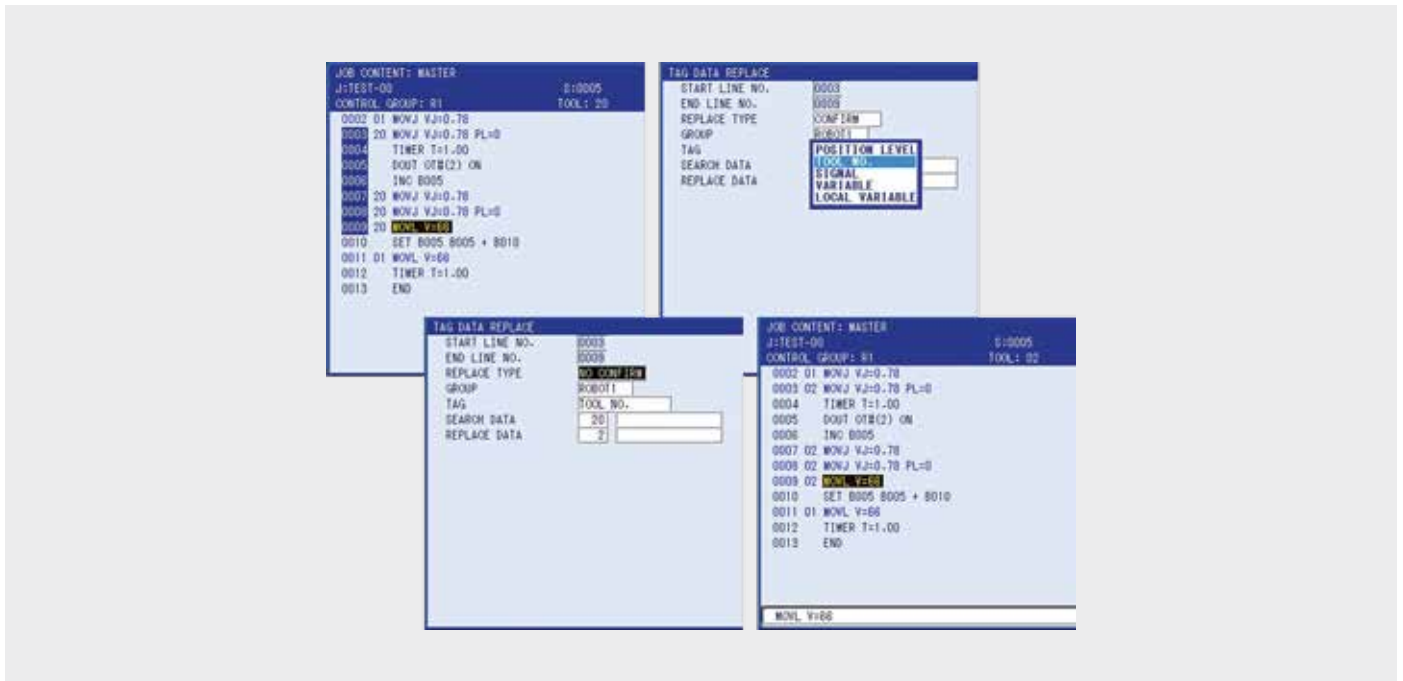 JOB CONTENT: MASTER
J:TEST-00 S:0005
CONTROL GROUP: R1 TOOL: 20
0002 01 MOVJ VJ=0.78
0003 20 MOVJ VJ=0.78 PL=0
0004 TIMER T=1.00
0005 DOUT OT#(2) ON
0006 INC B005
0007 20 MOVJ VJ=0.78
0008 20 MOVJ VJ=0.78 PL=0
0009 20 MOVL V=66
0010 SET B005 B005 + B010
0011 01 MOVL V=66
0012 TIMER T=1.00
0013 END
TAG DATA REPLACE
START LINE NO. 0003
END LINE NO. 0009
REPLACE TYPE CONFIRM
GROUP ROBOT1
TAG
SEARCH DATA
REPLACE DATA
POSITION LEVEL
TOOL NO.
SIGNAL
VARIABLE
LOCAL VARIABLE
TAG DATA REPLACE
START LINE NO. 0003
END LINE NO. 0009
REPLACE TYPE NO CONFIRM
GROUP ROBOT1
TAG TOOL NO.
SEARCH DATA 20
REPLACE DATA 2
JOB CONTENT: MASTER
J:TEST-00 S:0005
CONTROL GROUP: R1 TOOL: 02
0002 01 MOVJ VJ=0.78
0003 02 MOVJ VJ=0.78 PL=0
0004 TIMER T=1.00
0005 DOUT OT#(2) ON
0006 INC B005
0007 02 MOVJ VJ=0.78
0008 02 MOVJ VJ=0.78 PL=0
0009 02 MOVL V=66
0010 SET B005 B005 + B010
0011 01 MOVL V=66
0012 TIMER T=1.00
0013 END
MOVL V=66